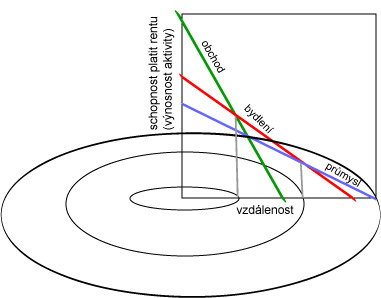 schopnost platit rentu
(výnosnost aktivity)
obchod
bydlení
průmysl
vzdálenost